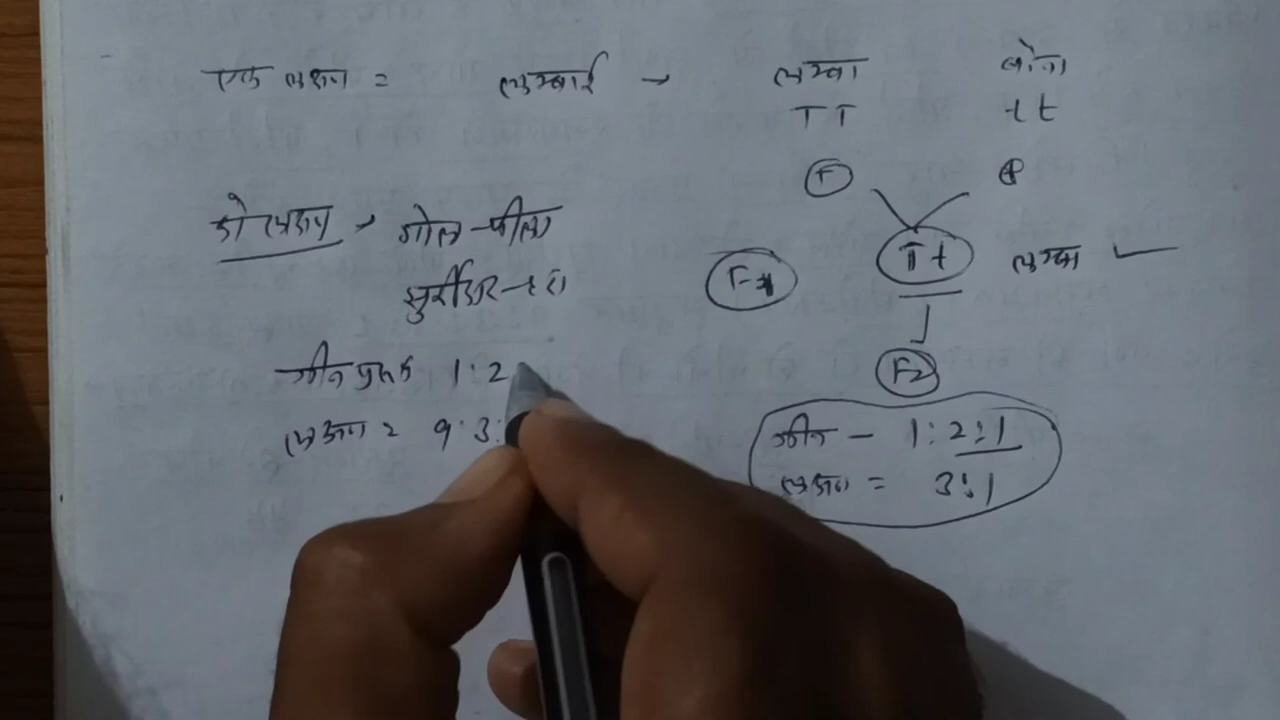 एक लक्षण = लम्बाई → लम्बा बोना
TT tt
T t
दो लक्षण → गोल-पीला
Tt लम्बा
झुर्रीदार-हरा
F1
F2
जीन 1:2
लक्षण = 9:3:
जीन - 1:2:1
लक्षण = 3:1